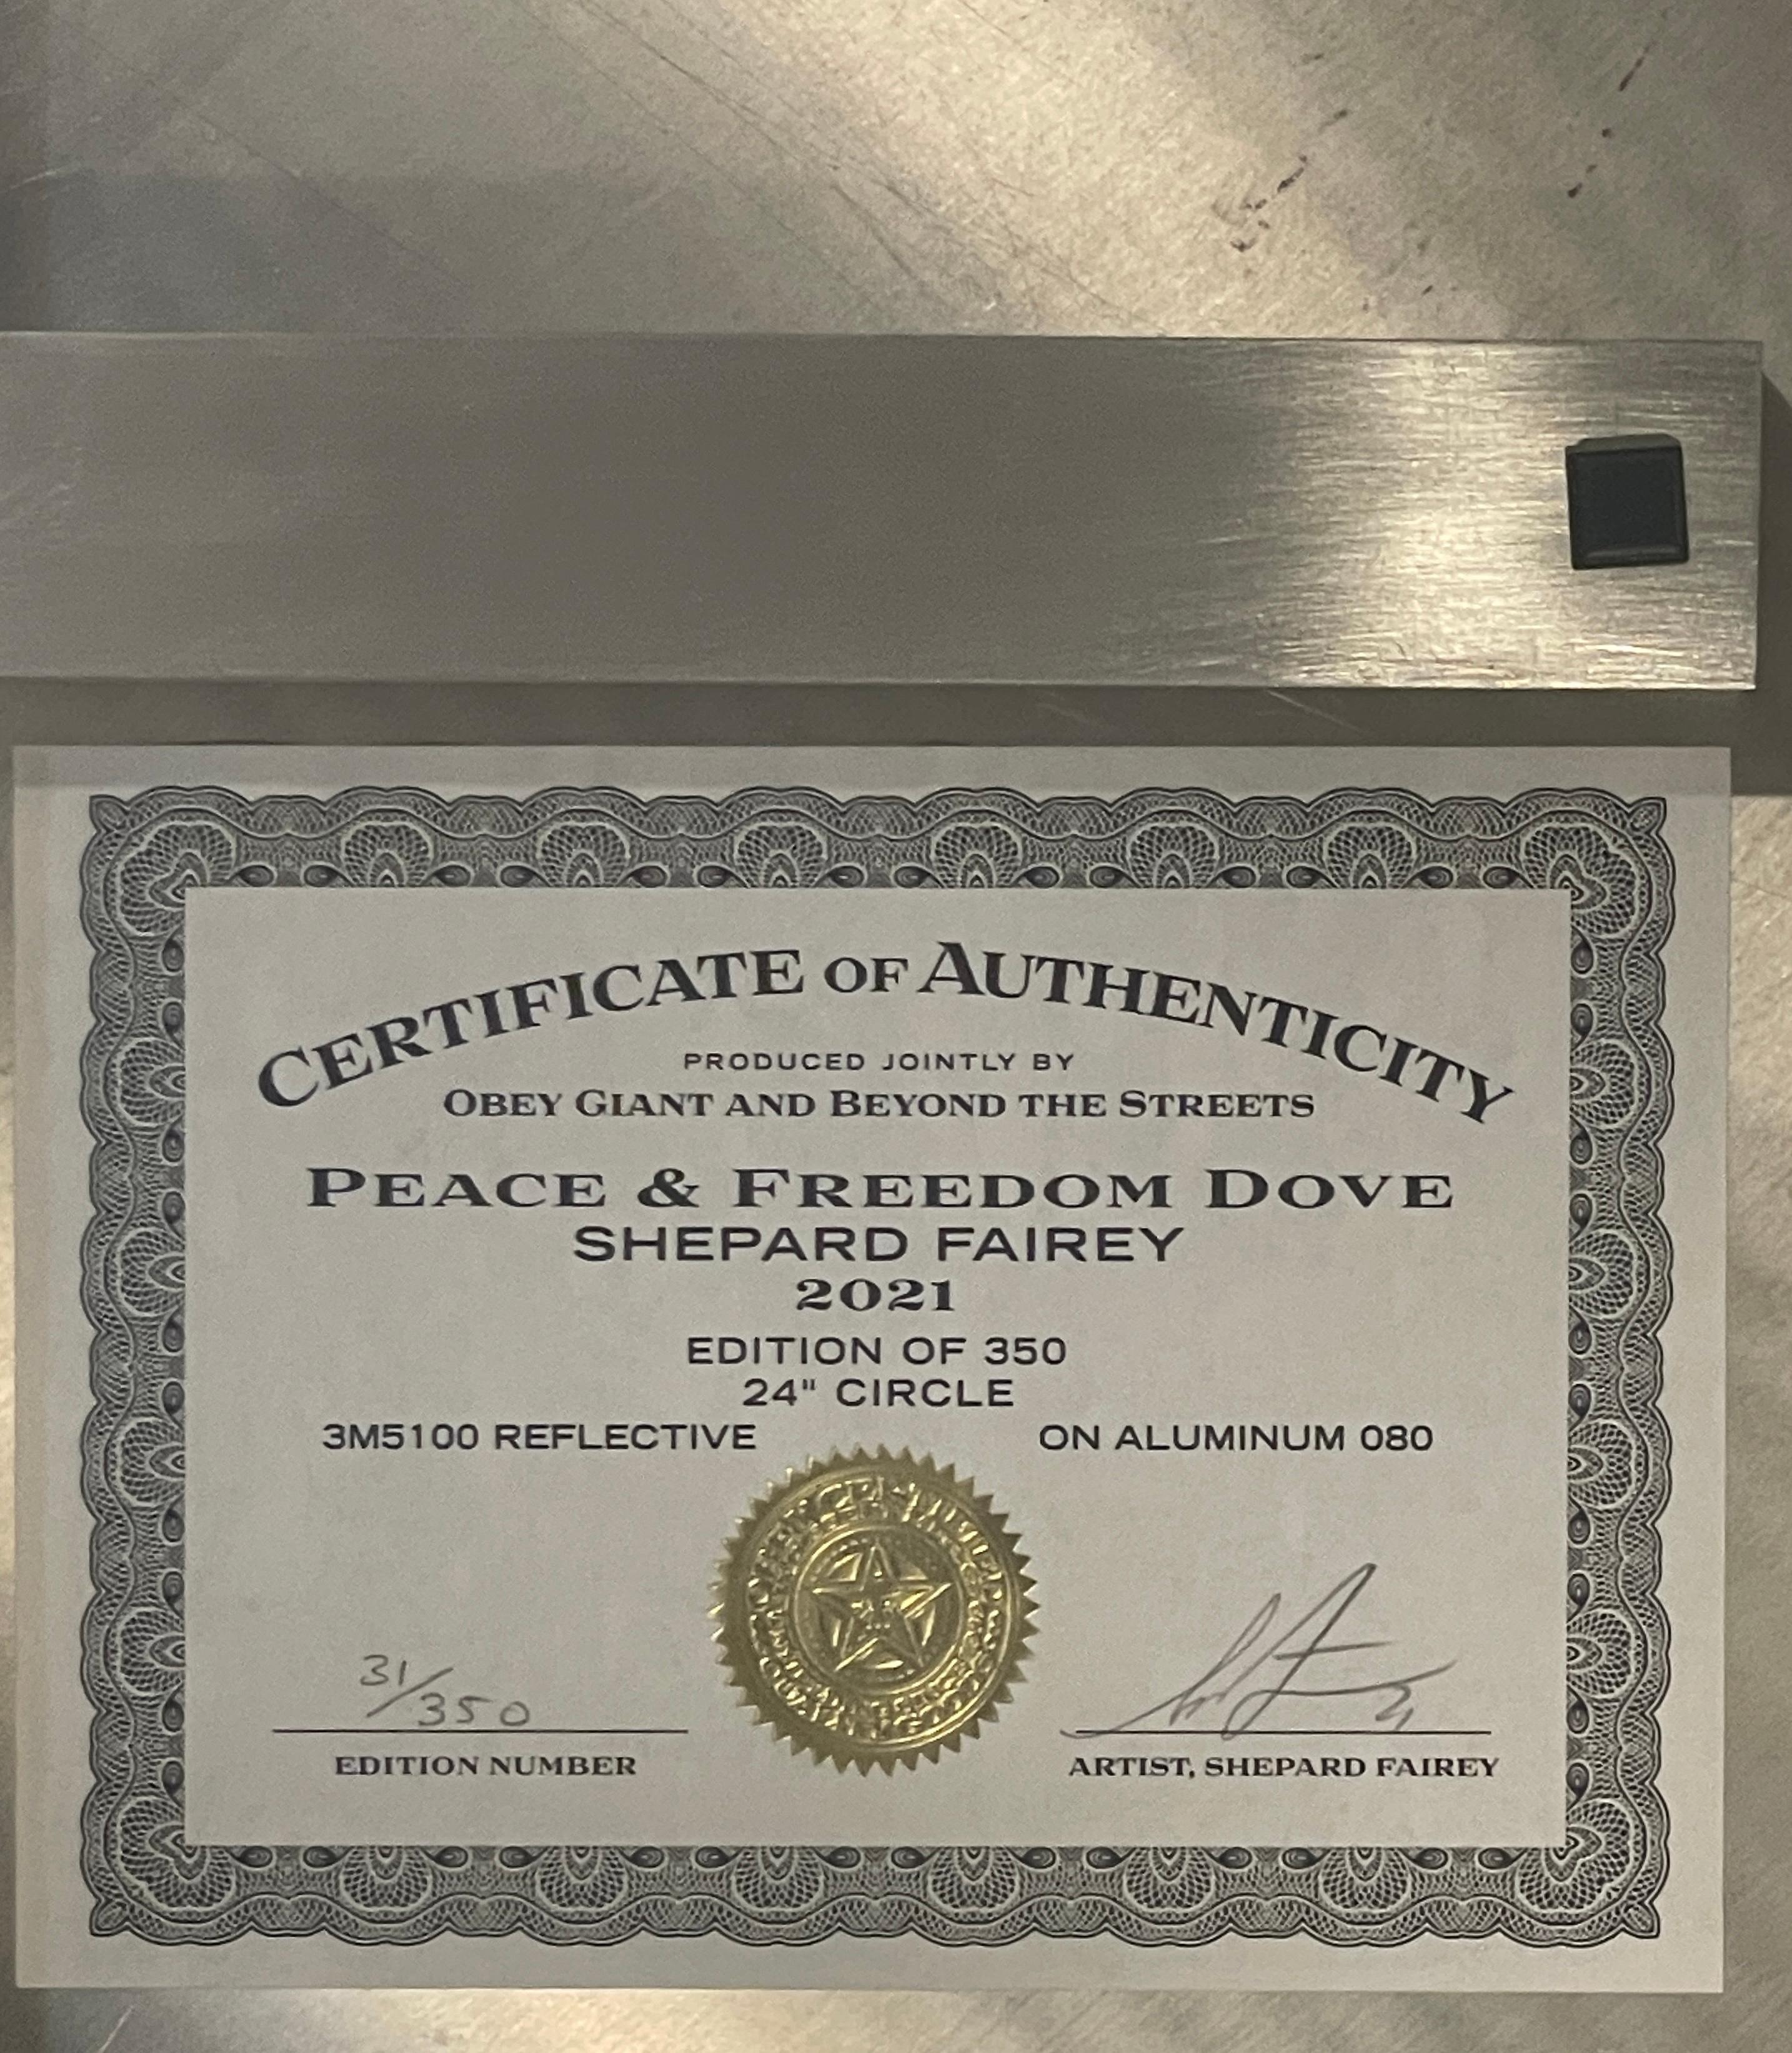 CERTIFICATE OF AUTHENTICITY
PRODUCED JOINTLY BY
OBEY GIANT AND BEYOND THE STREETS
PEACE & FREEDOM DOVE
SHEPARD FAIREY
2021
EDITION OF 350
24" CIRCLE
3M5100 REFLECTIVE ON ALUMINUM 080
31/350
EDITION NUMBER
21
ARTIST, SHEPARD FAIREY